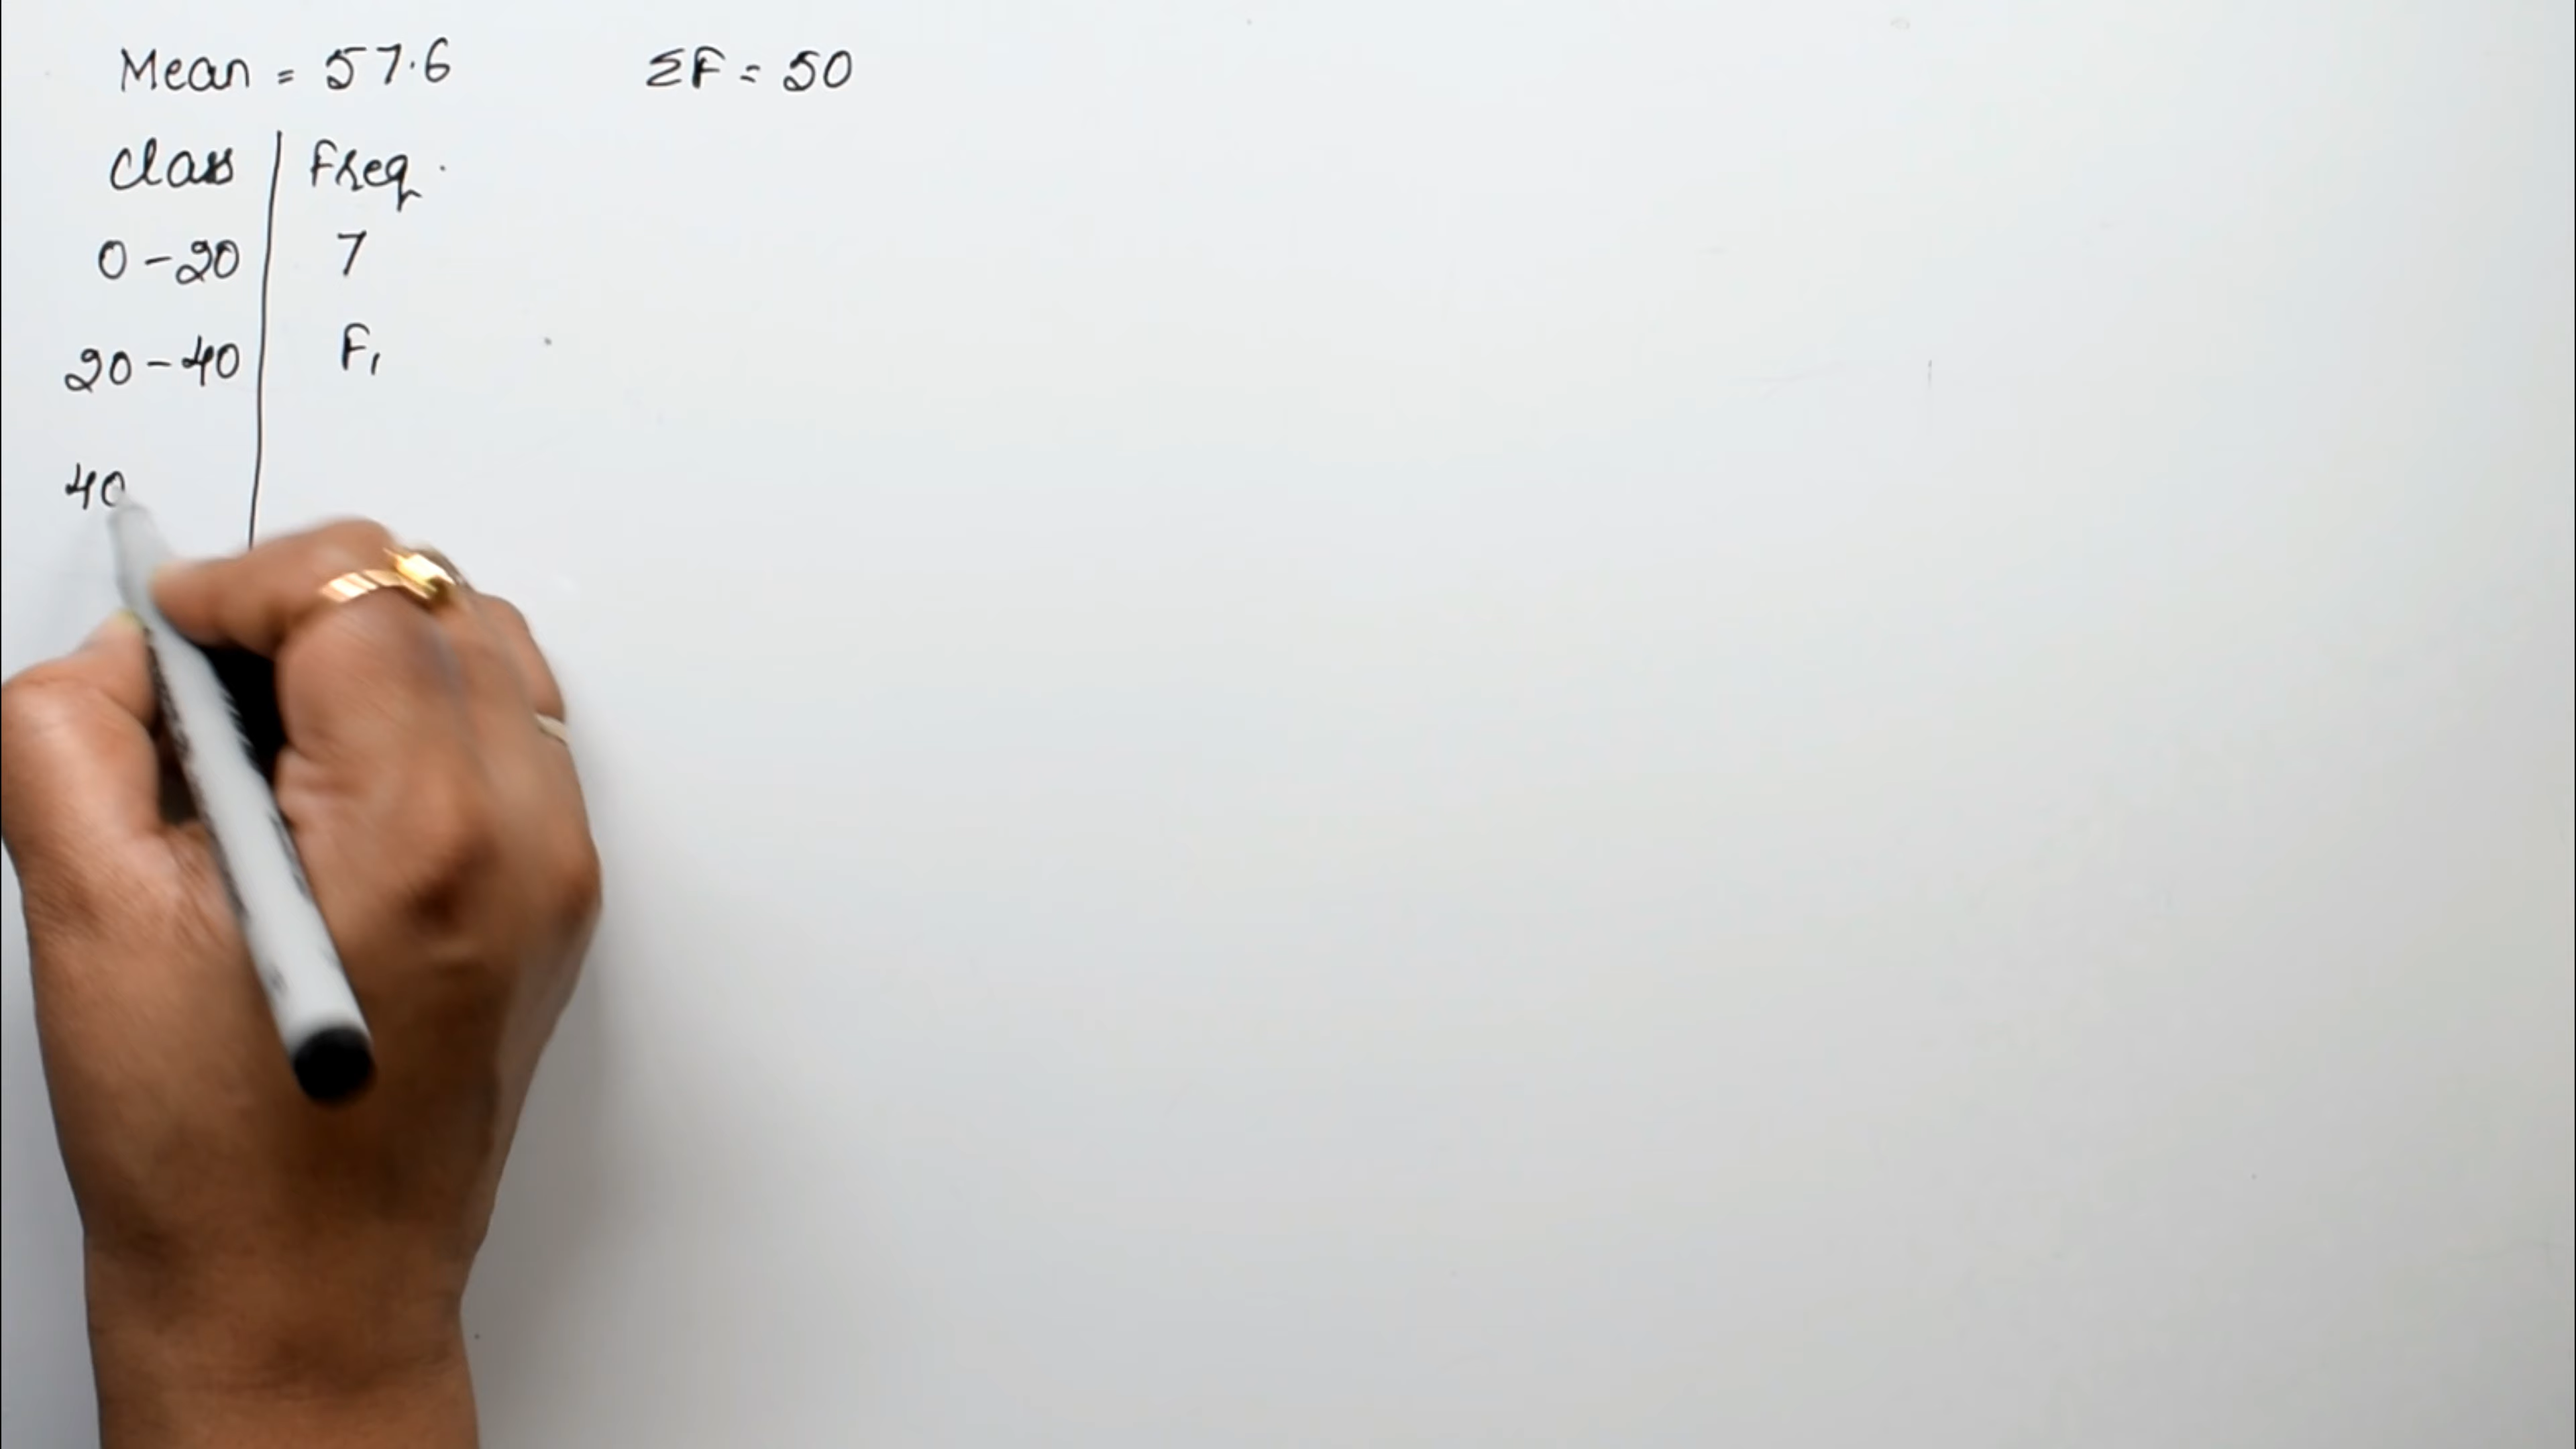 Mean = 57.6 ΣF = 50
Class Freq.
0-20 7
20-40 F₁
40